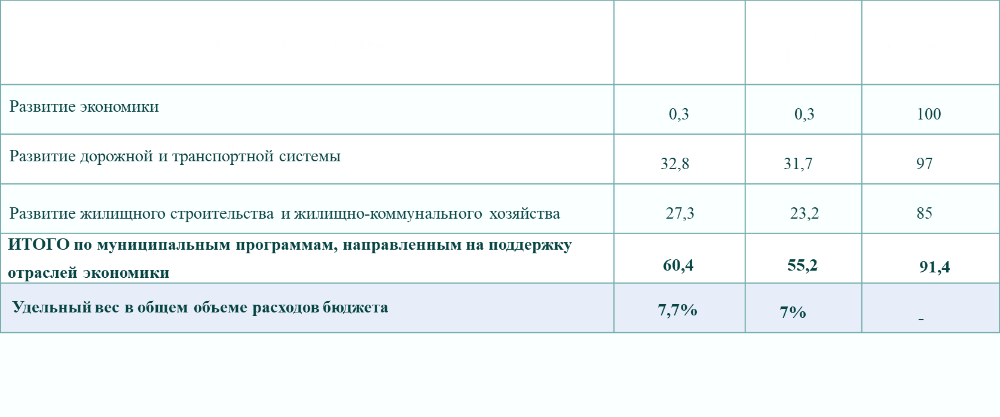 Развитие экономики 0,3 0,3 100
Развитие дорожной и транспортной системы 32,8 31,7 97
Развитие жилищного строительства и жилищно-коммунального хозяйства 27,3 23,2 85
ИТОГО по муниципальным программам, направленным на поддержку
отраслей экономики 60,4 55,2 91,4
Удельный вес в общем объеме расходов бюджета 7,7% 7% -